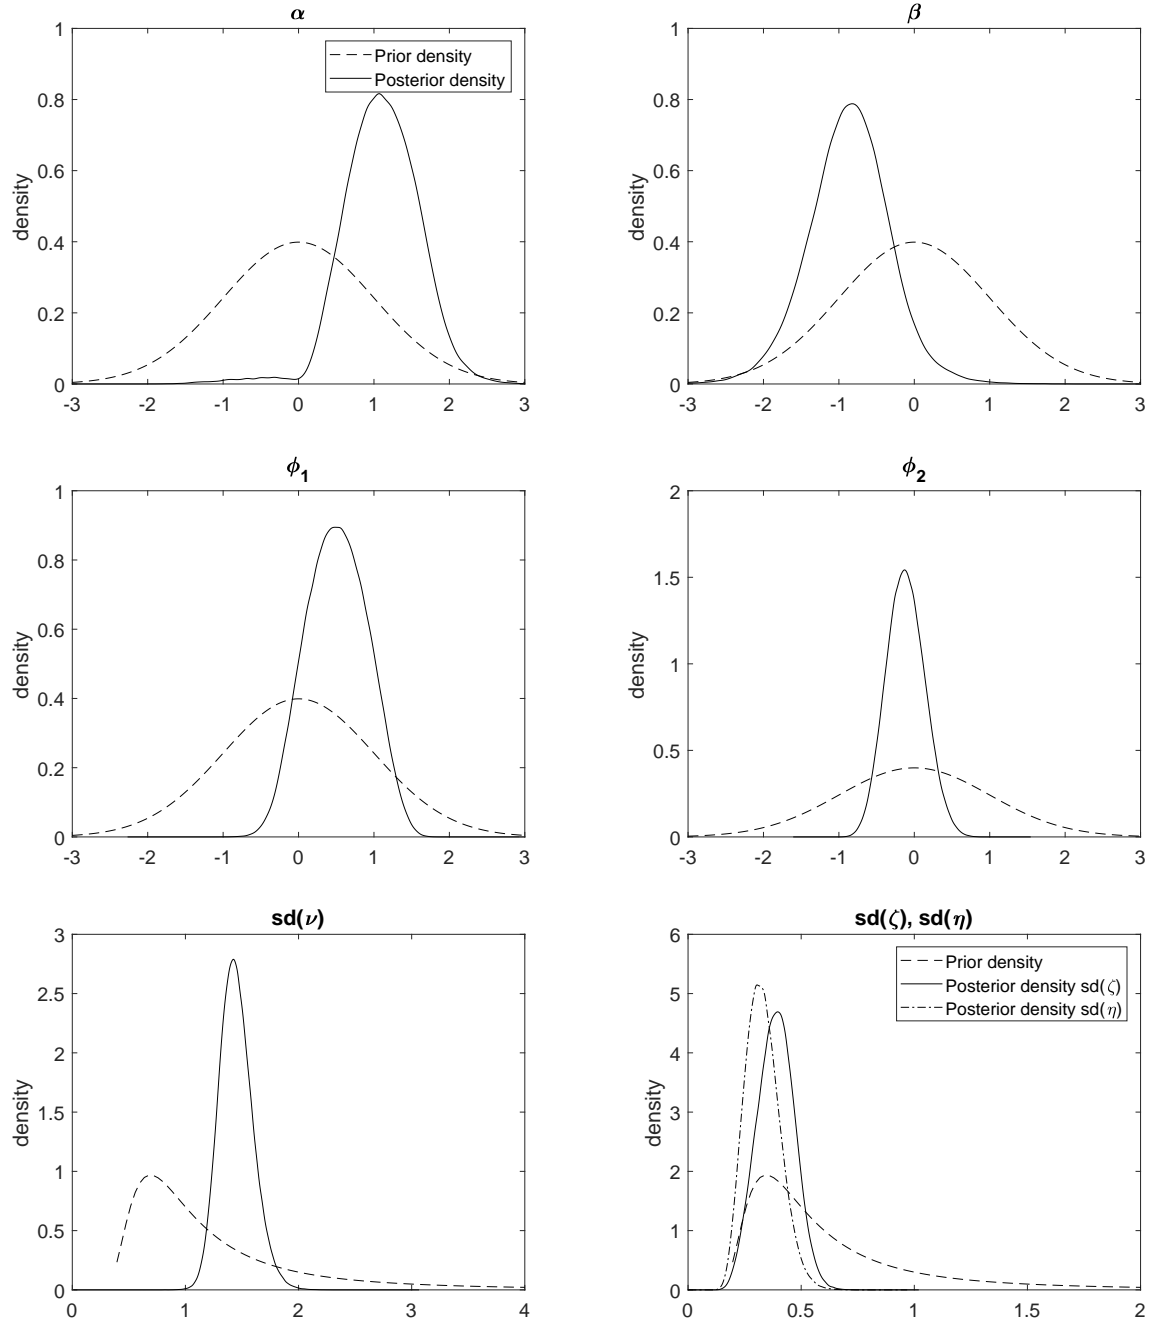 α
1
0.8
0.6
0.4
0.2
0
density
-3 -2 -1 0 1 2 3
Prior density
Posterior density
β
1
0.8
0.6
0.4
0.2
0
density
-3 -2 -1 0 1 2 3
ϕ1
1
0.8
0.6
0.4
0.2
0
density
-3 -2 -1 0 1 2 3
ϕ2
2
1.5
1
0.5
0
density
-3 -2 -1 0 1 2 3
sd(ν)
3
2.5
2
1.5
1
0.5
0
density
0 1 2 3 4
sd(ζ), sd(η)
6
5
4
3
2
1
0
density
0 0.5 1 1.5 2
Prior density
Posterior density sd(ζ)
Posterior density sd(η)